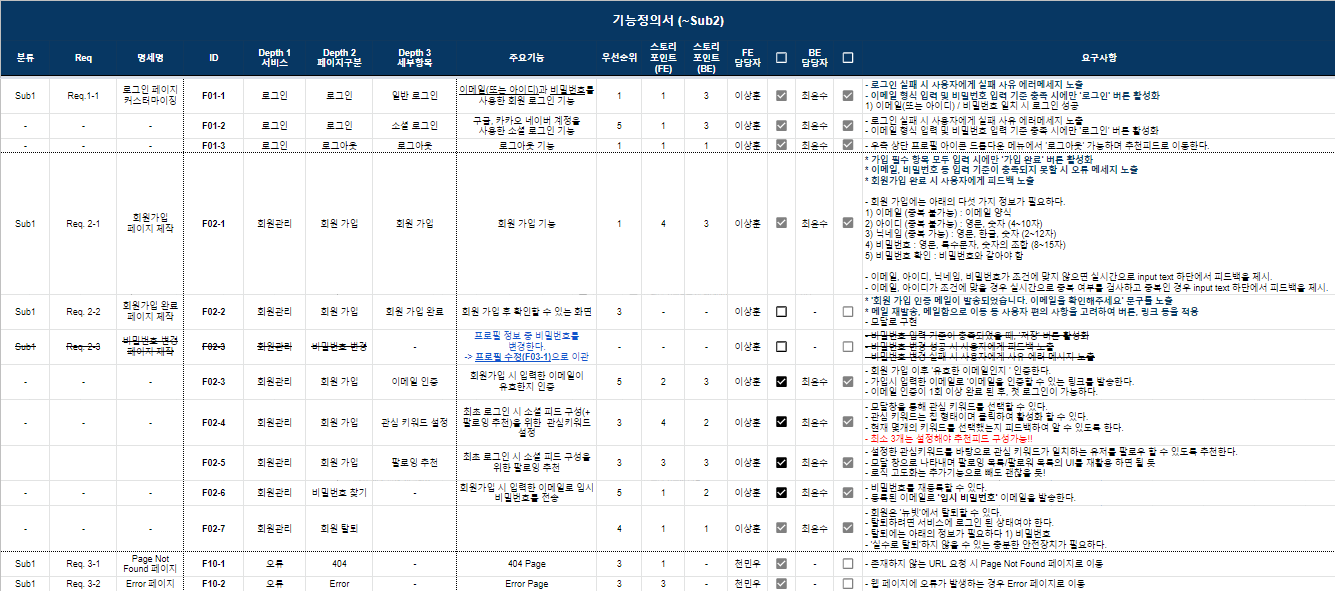 기능정의서 (~Sub2)
분류 Req 명세명 ID Depth 1 서비스 Depth 2 페이지구분 Depth 3 세부항목 주요기능 우선순위 스토리 포인트 (FE) 스토리 포인트 (BE) FE 담당자 BE 담당자 요구사항
Sub1 Req.1-1 로그인 페이지 커스터마이징 F01-1 로그인 로그인 일반 로그인 이메일(또는 아이디)과 비밀번호를 사용한 회원 로그인 기능 1 1 3 이상훈 최윤수
- 로그인 실패 시 사용자에게 실패 사유 에러메세지 노출
- 이메일 형식 입력 및 비밀번호 입력 기준 충족 시에만 '로그인' 버튼 활성화
1) 이메일(또는 아이디) / 비밀번호 일치 시 로그인 성공
- - - F01-2 로그인 로그인 소셜 로그인 구글, 카카오 네이버 계정을 사용한 소셜 로그인 기능 5 1 3 이상훈 최윤수
- 로그인 실패 시 사용자에게 실패 사유 에러메세지 노출
- 이메일 형식 입력 및 비밀번호 입력 기준 충족 시에만 '로그인' 버튼 활성화
- - - F01-3 로그인 로그아웃 로그아웃 로그아웃 기능 1 1 1 이상훈 최윤수
- 우측 상단 프로필 아이콘 드롭다운 메뉴에서 '로그아웃' 가능하며 추천피드로 이동한다.
Sub1 Req. 2-1 회원가입 페이지 제작 F02-1 회원관리 회원 가입 회원 가입 회원 가입 기능 1 4 3 이상훈 최윤수
* 가입 필수 항목 모두 입력 시에만 '가입 완료' 버튼 활성화
* 이메일, 비밀번호 등 입력 기준이 충족되지 못할 시 오류 메세지 노출
* 회원가입 완료 시 사용자에게 피드백 노출
- 회원 가입에는 아래의 다섯 가지 정보가 필요하다.
1) 이메일 (중복 불가능) : 이메일 양식
2) 아이디 (중복 불가능) : 영문, 숫자 (4~10자)
3) 닉네임 (중복 가능) : 영문, 한글, 숫자 (2~12자)
4) 비밀번호 : 영문, 특수문자, 숫자의 조합 (8~15자)
5) 비밀번호 확인 : 비밀번호와 같아야 함
- 이메일, 아이디, 닉네임, 비밀번호가 조건에 맞지 않으면 실시간으로 input text 하단에서 피드백을 제시.
- 이메일, 아이디가 조건에 맞을 경우 실시간으로 중복 여부를 검사하고 중복인 경우 input text 하단에서 피드백을 제시.
Sub1 Req. 2-2 회원가입 완료 페이지 제작 F02-2 회원관리 회원 가입 회원 가입 완료 회원 가입 후 확인할 수 있는 화면 3 - - 이상훈 -
* '회원 가입 인증 메일이 발송되었습니다. 이메일을 확인해주세요' 문구를 노출
* 메일 재발송, 메일함으로 이동 등 사용자 편의 사항을 고려하여 버튼, 링크 등을 적용
- 모달로 구현
Sub1 Req. 2-3 비밀번호 변경 페이지 제작 F02-3 회원관리 비밀번호 변경 - 프로필 정보 중 비밀번호를 변경한다. -> 프로필 수정(F03-1)으로 이관 - - - 이상훈 -
- 비밀번호 입력 기준이 충족되었을 때, '저장' 버튼 활성화
- 비밀번호 변경 성공 시 사용자에게 피드백 노출
- 비밀번호 변경 실패 시 사용자에게 사유 에러 메시지 노출
- - - F02-3 회원관리 회원 가입 이메일 인증 회원가입 시 입력한 이메일이 유효한지 인증 5 2 3 이상훈 최윤수
- 회원 가입 이후 '유효한 이메일인지 ' 인증한다.
- 가입시 입력한 이메일로 '이메일을 인증할 수 있는 링크를 발송한다.
- 이메일 인증이 1회 이상 완료 된 후, 첫 로그인이 가능하다.
- - - F02-4 회원관리 회원 가입 관심 키워드 설정 최초 로그인 시 소셜 피드 구성(+팔로잉 추천)을 위한 관심키워드 설정 3 4 2 이상훈 최윤수
- 모달창을 통해 관심 키워드를 선택할 수 있다.
- 관심 키워드는 칩 형태이며 클릭하여 활성화 할 수 있다.
- 현재 몇개의 키워드를 선택했는지 피드백하여 알 수 있도록 한다.
- 최소 3개는 설정해야 추천피드 구성가능!!
- - - F02-5 회원관리 회원 가입 팔로잉 추천 최초 로그인 시 소셜 피드 구성을 위한 팔로잉 추천 3 3 3 이상훈 최윤수
- 설정한 관심키워드를 바탕으로 관심 키워드가 일치하는 유저를 팔로우 할 수 있도록 추천한다.
- 모달 창으로 나타내며 팔로잉 목록/팔로워 목록의 UI를 재활용 하면 될 듯
- 로직 고도화는 추가기능으로 빼도 괜찮을 듯!
- - - F02-6 회원관리 비밀번호 찾기 - 회원가입 시 입력한 이메일로 임시 비밀번호를 전송 5 1 2 이상훈 최윤수
- 비밀번호를 재등록할 수 있다.
- 등록된 이메일로 '임시 비밀번호' 이메일을 발송한다.
- - - F02-7 회원관리 회원 탈퇴 4 1 1 이상훈 최윤수
- 회원은 '뉴빗'에서 탈퇴할 수 있다.
- 탈퇴하려면 서비스에 로그인 된 상태여야 한다.
- 탈퇴에는 아래의 정보가 필요하다 1) 비밀번호
- '실수로 탈퇴'하지 않을 수 있는 충분한 안전장치가 필요하다.
Sub1 Req. 3-1 Page Not Found 페이지 F10-1 오류 404 - 404 Page 3 1 - 천민우 -
- 존재하지 않는 URL 요청 시 Page Not Found 페이지로 이동
Sub1 Req. 3-2 Error 페이지 F10-2 오류 Error - Error Page 3 3 - 천민우 -
- 웹 페이지에 오류가 발생하는 경우 Error 페이지로 이동